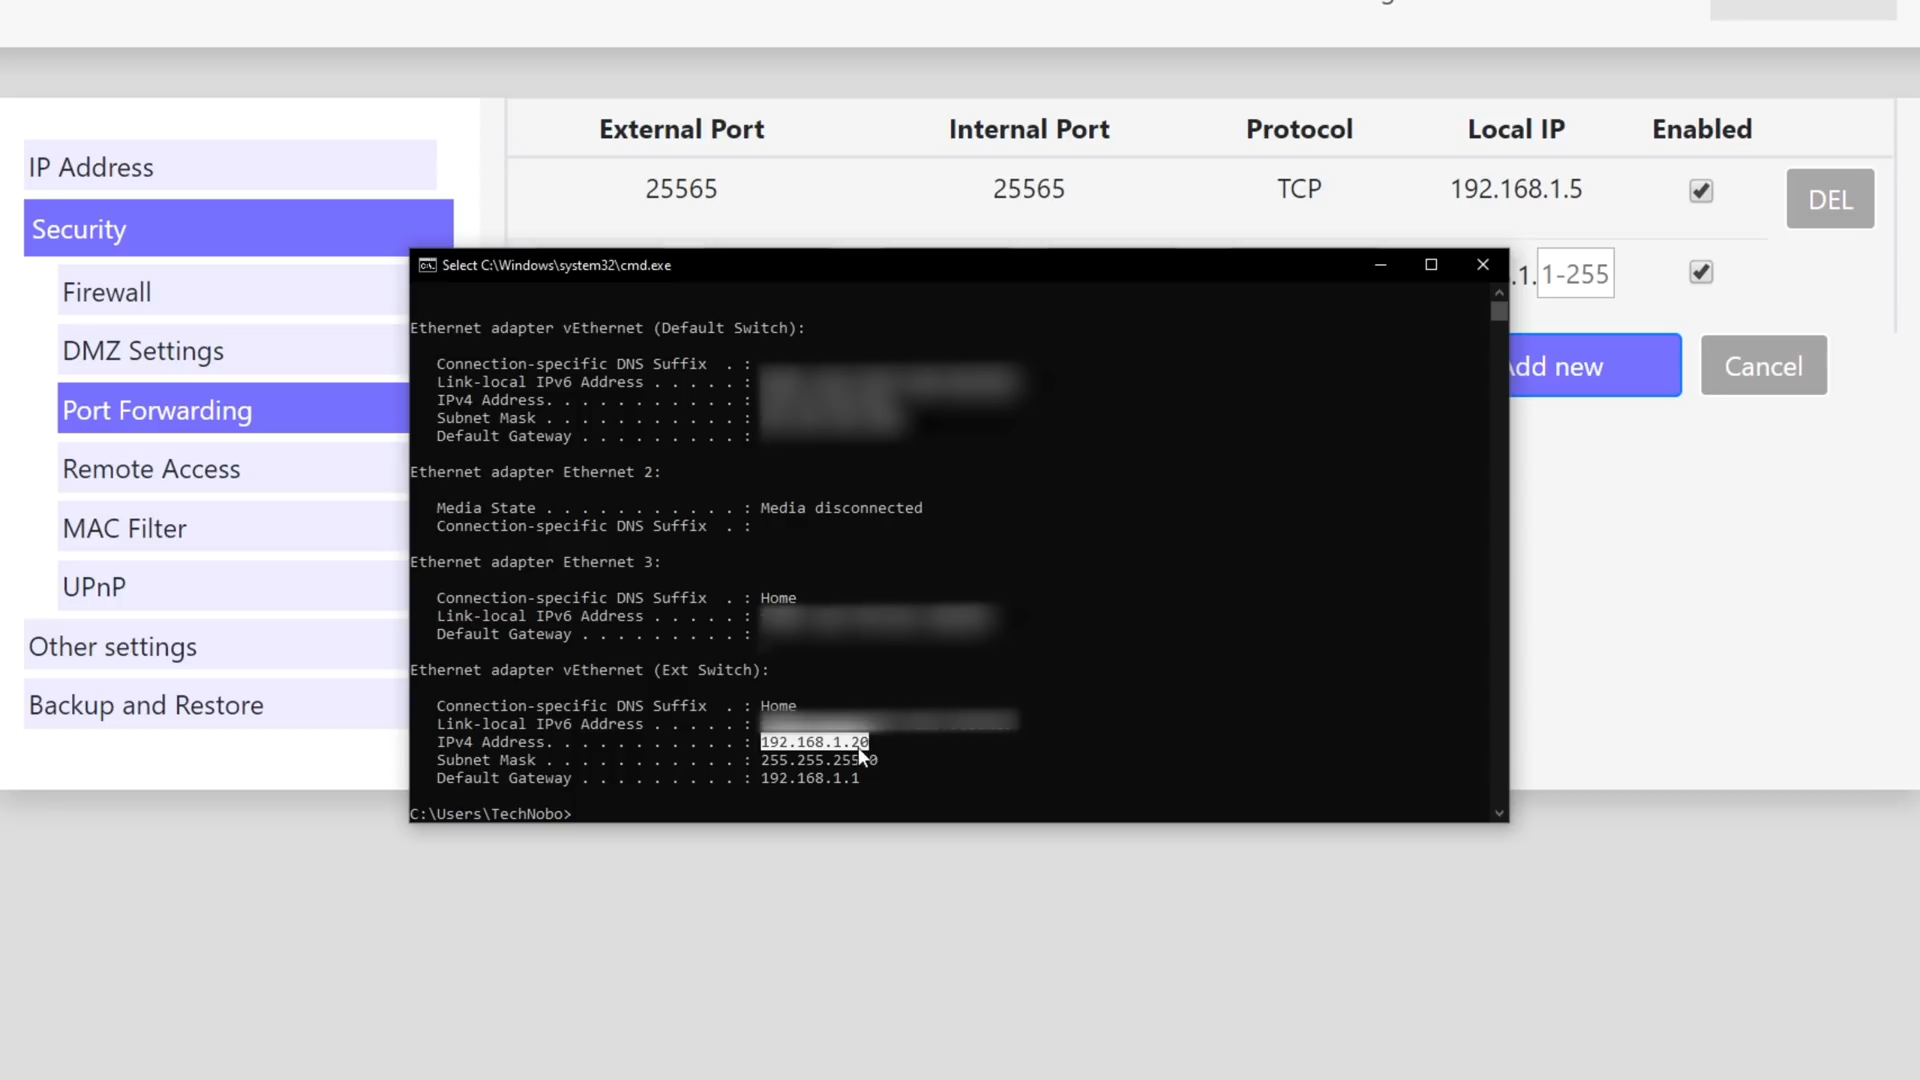 External Port Internal Port Protocol Local IP Enabled
IP Address
25565 25565 TCP 192.168.1.5 DEL
Security
Select C:\Windows\system32\cmd.exe
.1. 1-255
Firewall
Ethernet adapter vEthernet (Default Switch):
DMZ Settings
Connection-specific DNS Suffix . :
Add new Cancel
Link-local IPv6 Address . . . . . :
IPv4 Address. . . . . . . . . . . :
Port Forwarding
Subnet Mask . . . . . . . . . . . :
Default Gateway . . . . . . . . . :
Remote Access
Ethernet adapter Ethernet 2:
Media State . . . . . . . . . . . : Media disconnected
MAC Filter
Connection-specific DNS Suffix . :
Ethernet adapter Ethernet 3:
UPnP
Connection-specific DNS Suffix . : Home
Link-local IPv6 Address . . . . . :
Default Gateway . . . . . . . . . :
Other settings
Ethernet adapter vEthernet (Ext Switch):
Backup and Restore
Connection-specific DNS Suffix . : Home
Link-local IPv6 Address . . . . . :
IPv4 Address. . . . . . . . . . . : 192.168.1.20
Subnet Mask . . . . . . . . . . . : 255.255.255.0
Default Gateway . . . . . . . . . : 192.168.1.1
C:\Users\TechNobo>